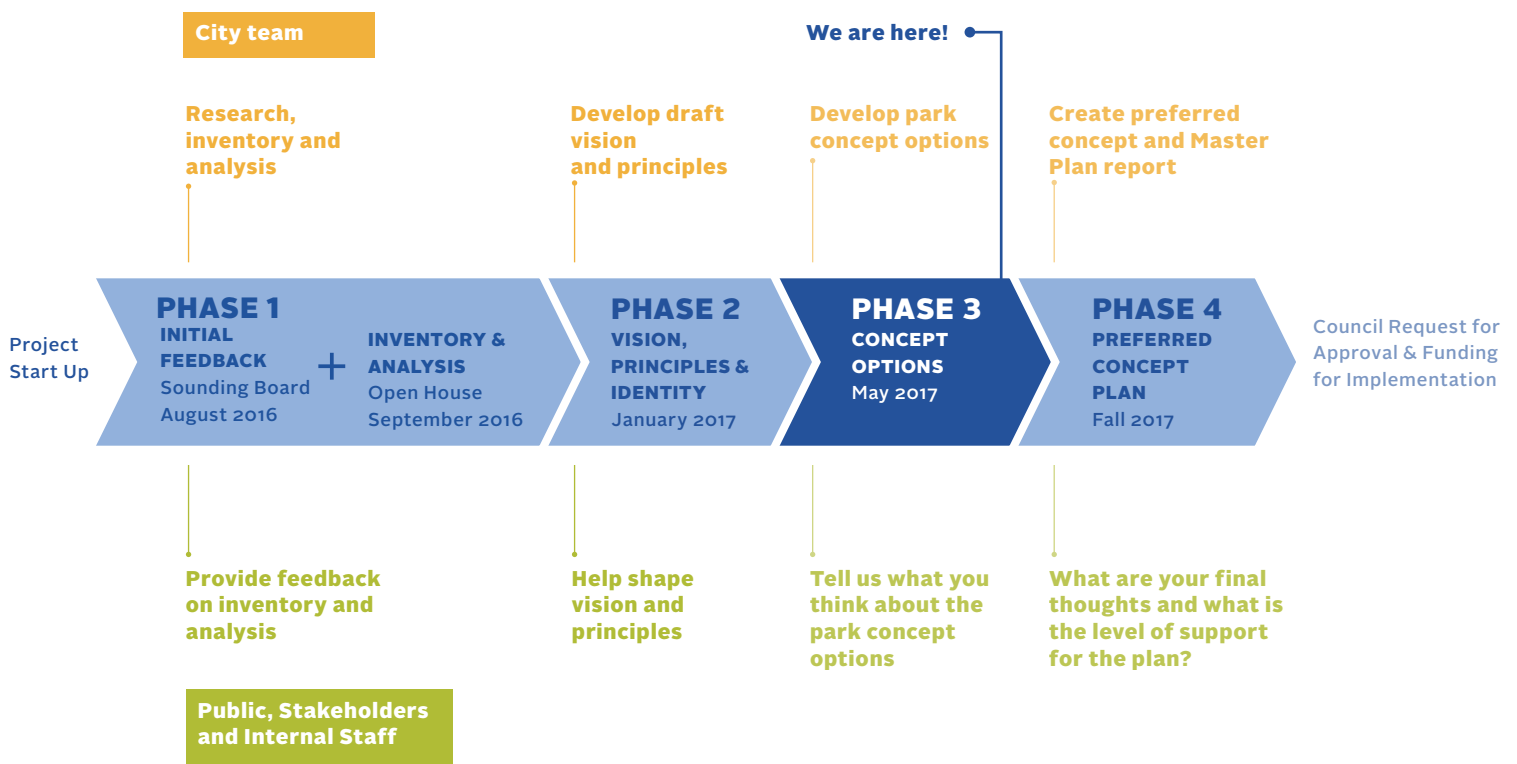 City team
We are here!
Research,
inventory and
analysis
Develop draft
vision
and principles
Develop park
concept options
Create preferred
concept and Master
Plan report
Project
Start Up
PHASE 1
INITIAL
FEEDBACK
Sounding Board
August 2016
+
INVENTORY &
ANALYSIS
Open House
September 2016
PHASE 2
VISION,
PRINCIPLES &
IDENTITY
January 2017
PHASE 3
CONCEPT
OPTIONS
May 2017
PHASE 4
PREFERRED
CONCEPT
PLAN
Fall 2017
Council Request for
Approval & Funding
for Implementation
Provide feedback
on inventory and
analysis
Help shape
vision and
principles
Tell us what you
think about the
park concept
options
What are your final
thoughts and what is
the level of support
for the plan?
Public, Stakeholders
and Internal Staff